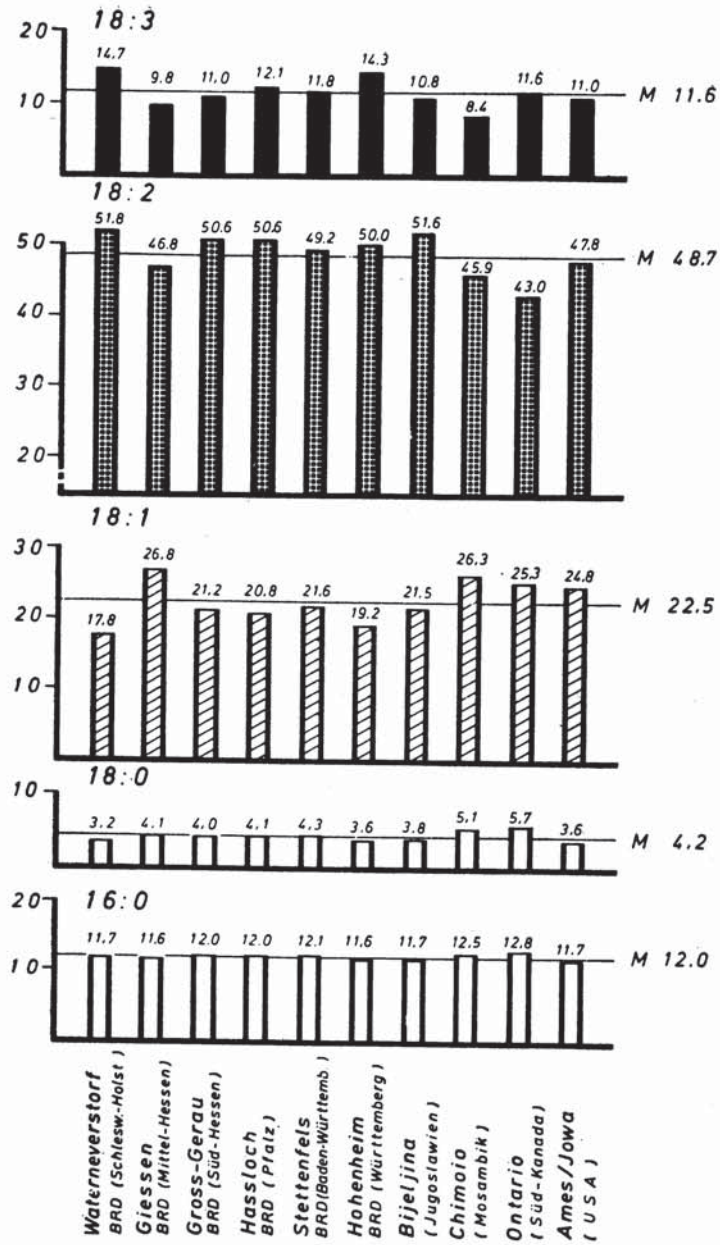 18:3
20
10
14.7 9.8 11.0 12.1 11.8 14.3 10.8 8.4 11.6 11.0
M 11.6
18:2
50
40
30
20
51.8 46.8 50.6 50.6 49.2 50.0 51.6 45.9 43.0 47.8
M 48.7
18:1
30
20
10
17.8 26.8 21.2 20.8 21.6 19.2 21.5 26.3 25.3 24.8
M 22.5
18:0
10
3.2 4.1 4.0 4.1 4.3 3.6 3.8 5.1 5.7 3.6
M 4.2
16:0
20
10
11.7 11.6 12.0 12.0 12.1 11.6 11.7 12.5 12.8 11.7
M 12.0
Waterneverstorf
BRD (Schlesw.-Holst)
Giessen
BRD (Mittel-Hessen)
Gross-Gerau
BRD (Süd-Hessen)
Hassloch
BRD (Pfalz)
Stettenfels
BRD(Baden-Württemb.)
Hohenheim
BRD (Württemberg)
Bijeljina
(Jugoslawien)
Chimoio
(Mosambik)
Ontario
(Süd-Kanada)
Ames/Jowa
(USA)